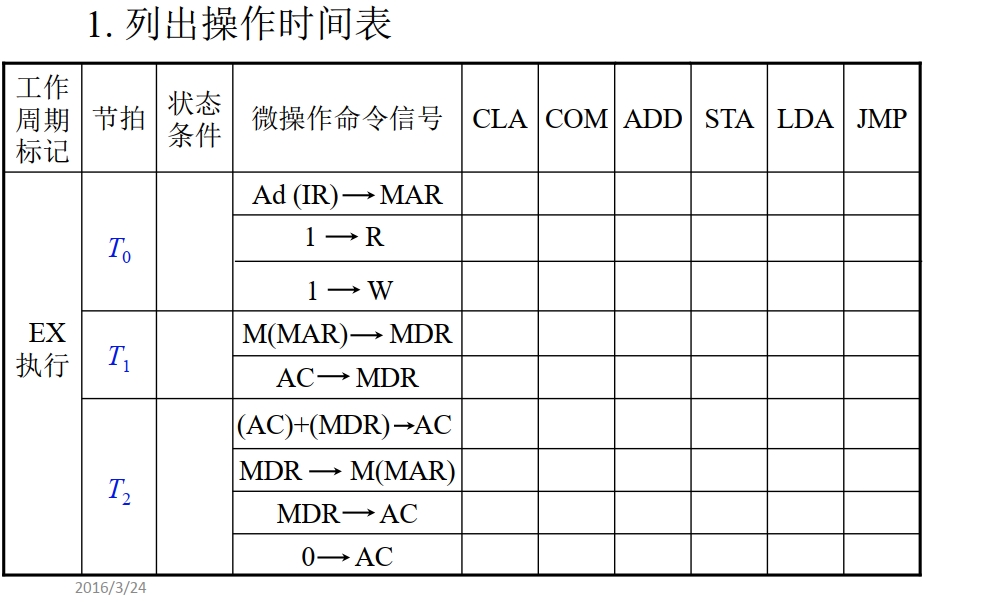 1. 列出操作时间表
工作周期标记 节拍 状态条件 微操作命令信号 CLA COM ADD STA LDA JMP
EX 执行
T0
Ad (IR) → MAR
1 → R
1 → W
T1
M(MAR) → MDR
AC → MDR
T2
(AC)+(MDR)→AC
MDR → M(MAR)
MDR → AC
0 → AC
2016/3/24